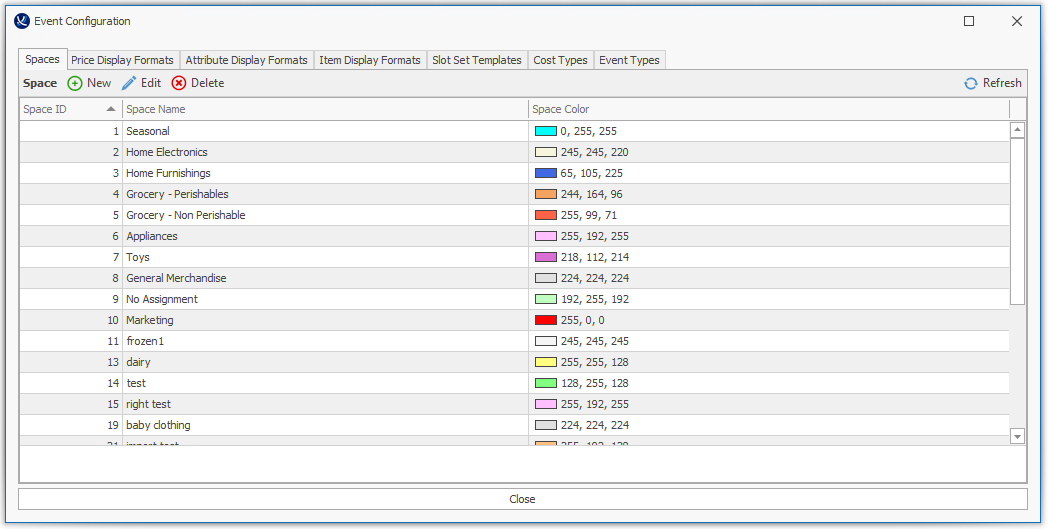 Event Configuration
Spaces Price Display Formats Attribute Display Formats Item Display Formats Slot Set Templates Cost Types Event Types
Space New Edit Delete Refresh
Space ID Space Name Space Color
1 Seasonal 0, 255, 255
2 Home Electronics 245, 245, 220
3 Home Furnishings 65, 105, 225
4 Grocery - Perishables 244, 164, 96
5 Grocery - Non Perishable 255, 99, 71
6 Appliances 255, 192, 255
7 Toys 218, 112, 214
8 General Merchandise 224, 224, 224
9 No Assignment 192, 255, 192
10 Marketing 255, 0, 0
11 frozen1 245, 245, 245
13 dairy 255, 255, 128
14 test 128, 255, 128
15 right test 255, 192, 255
19 baby clothing 224, 224, 224
Close